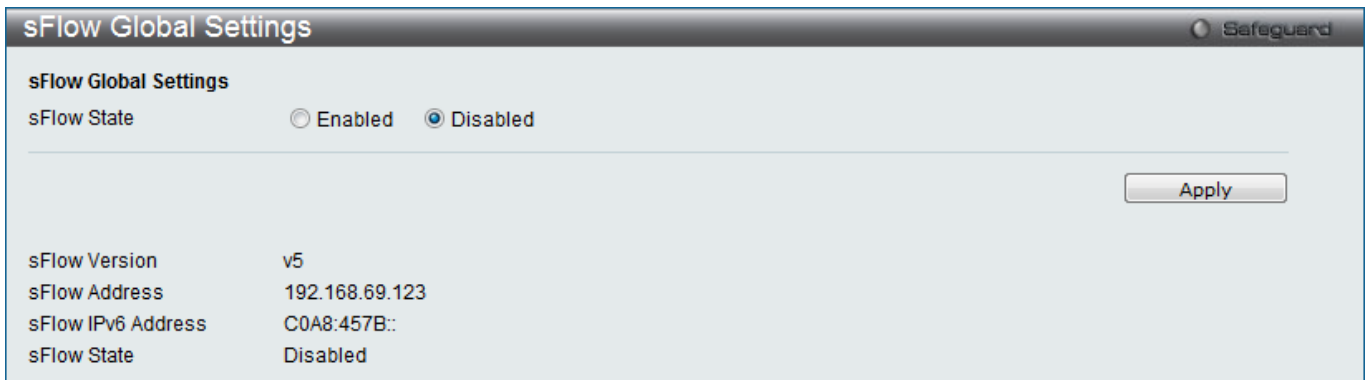 sFlow Global Settings
Safeguard
sFlow Global Settings
sFlow State Enabled Disabled
Apply
sFlow Version v5
sFlow Address 192.168.69.123
sFlow IPv6 Address C0A8:457B::
sFlow State Disabled